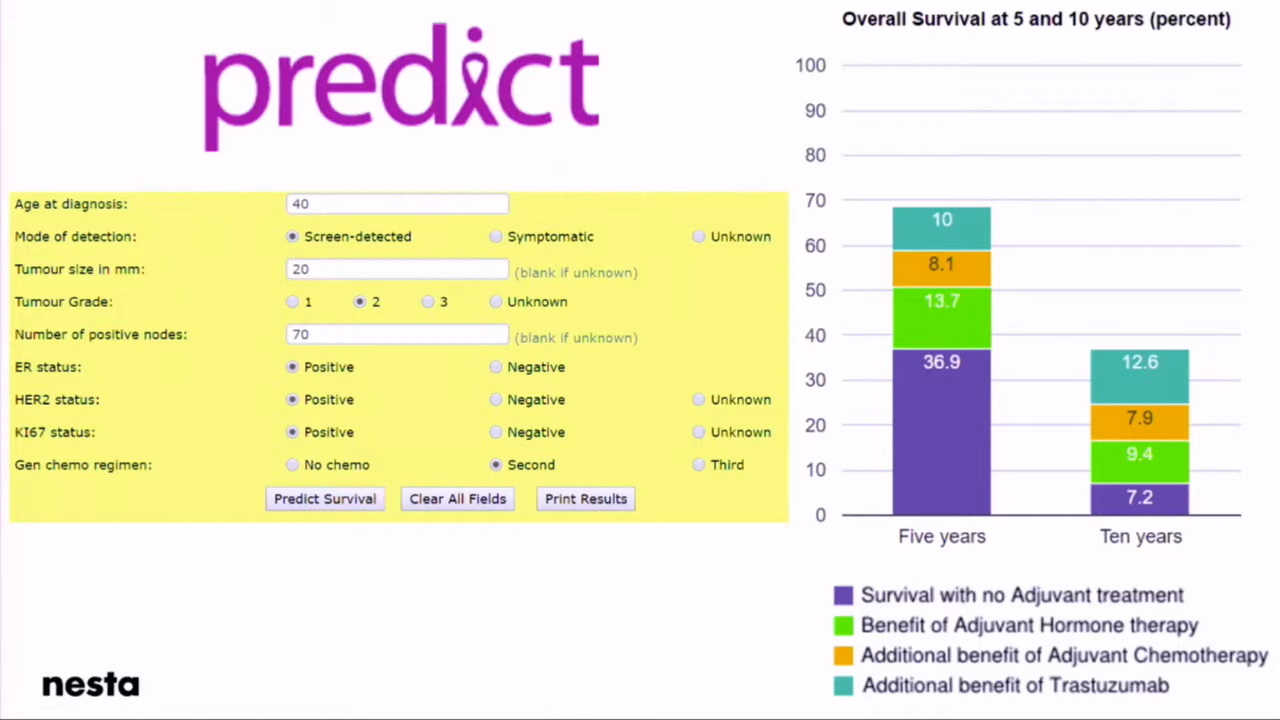 predict
Age at diagnosis: 40
Mode of detection: Screen-detected Symptomatic Unknown
Tumour size in mm: 20 (blank if unknown)
Tumour Grade: 1 2 3 Unknown
Number of positive nodes: 70 (blank if unknown)
ER status: Positive Negative
HER2 status: Positive Negative Unknown
KI67 status: Positive Negative Unknown
Gen chemo regimen: No chemo Second Third
Predict Survival Clear All Fields Print Results
nesta
Overall Survival at 5 and 10 years (percent)
100
90
80
70
60
50
40
30
20
10
0
10
8.1
13.7
36.9
12.6
7.9
9.4
7.2
Five years Ten years
Survival with no Adjuvant treatment
Benefit of Adjuvant Hormone therapy
Additional benefit of Adjuvant Chemotherapy
Additional benefit of Trastuzumab